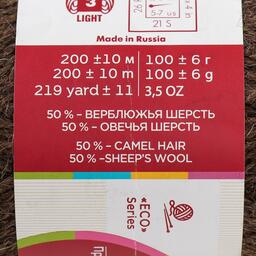 3
LIGHT
5-7 us
21 S
Made in Russia
200 ±10 м 100 ± 6 г
200 ± 10 m 100 ± 6 g
219 yard ± 11 3,5 OZ
50 % - ВЕРБЛЮЖЬЯ ШЕРСТЬ
50 % - ОВЕЧЬЯ ШЕРСТЬ
50 % - CAMEL HAIR
50 % -SHEEP'S WOOL
«ECO»
Series